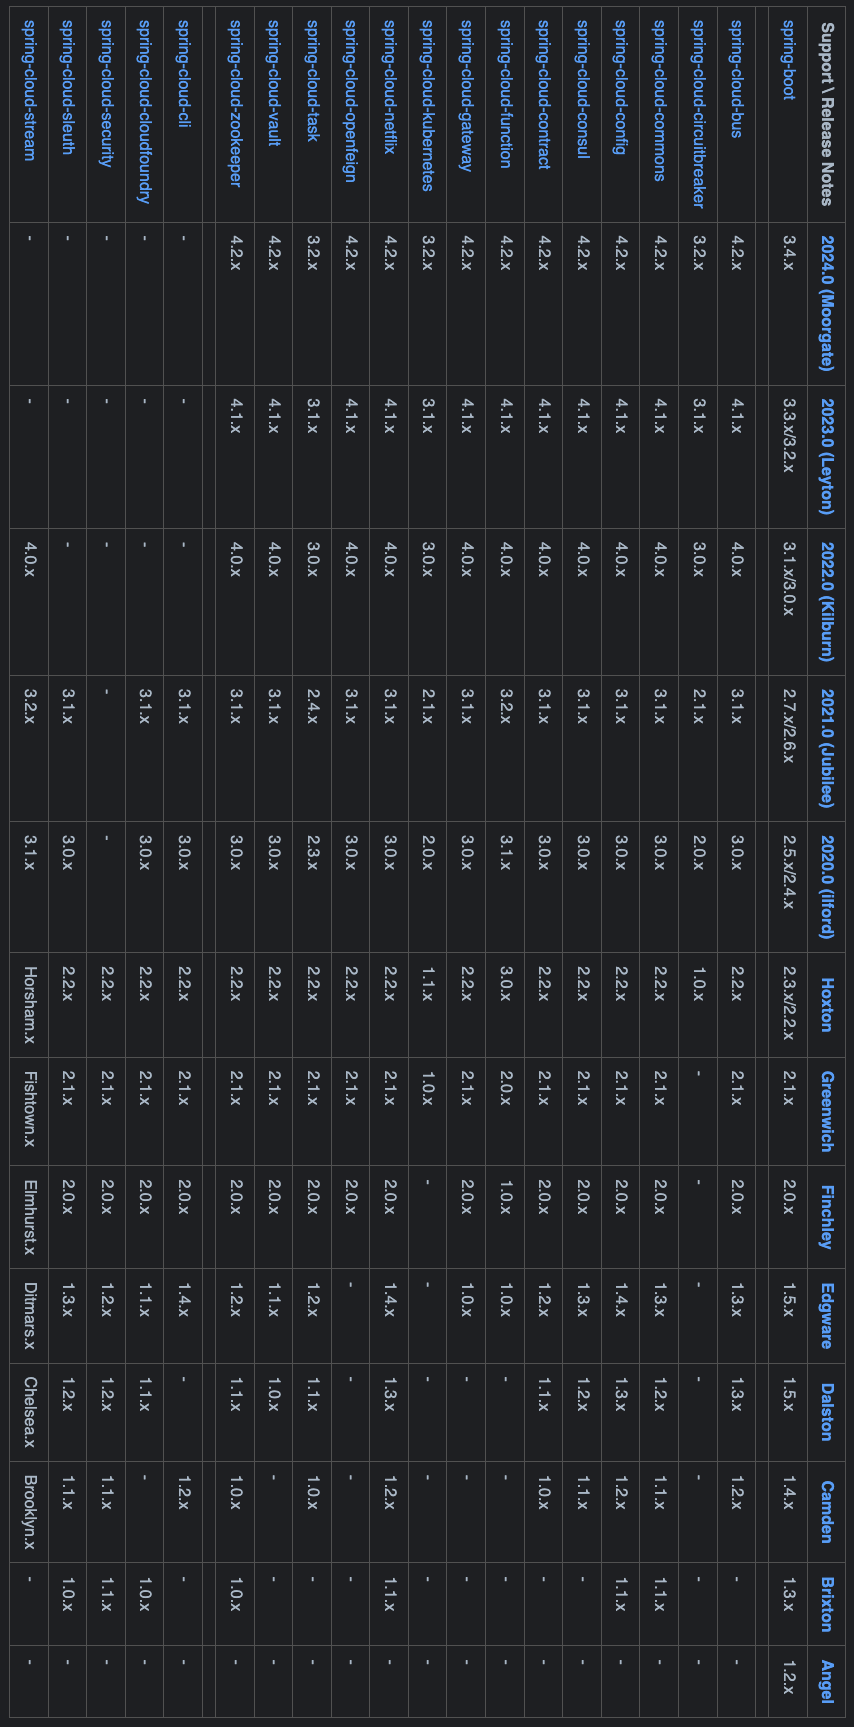 Support \ Release Notes 2024.0 (Moorgate) 2023.0 (Leyton) 2022.0 (Kilburn) 2021.0 (Jubilee) 2020.0 (ilford) Hoxton Greenwich Finchley Edgware Dalston Camden Brixton Angel
spring-boot 3.4.x 3.3.x/3.2.x 3.1.x/3.0.x 2.7.x/2.6.x 2.5.x/2.4.x 2.3.x/2.2.x 2.1.x 2.0.x 1.5.x 1.5.x 1.4.x 1.3.x 1.2.x
spring-cloud-bus 4.2.x 4.1.x 4.0.x 3.1.x 3.0.x 2.2.x 2.1.x 2.0.x 1.3.x 1.3.x 1.2.x - -
spring-cloud-circuitbreaker 3.2.x 3.1.x 3.0.x 2.1.x 2.0.x 1.0.x - - - - - - -
spring-cloud-commons 4.2.x 4.1.x 4.0.x 3.1.x 3.0.x 2.2.x 2.1.x 2.0.x 1.3.x 1.2.x 1.1.x 1.1.x -
spring-cloud-config 4.2.x 4.1.x 4.0.x 3.1.x 3.0.x 2.2.x 2.1.x 2.0.x 1.4.x 1.3.x 1.2.x 1.1.x -
spring-cloud-consul 4.2.x 4.1.x 4.0.x 3.1.x 3.0.x 2.2.x 2.1.x 2.0.x 1.3.x 1.2.x 1.1.x - -
spring-cloud-contract 4.2.x 4.1.x 4.0.x 3.1.x 3.0.x 2.2.x 2.1.x 2.0.x 1.2.x 1.1.x 1.0.x - -
spring-cloud-function 4.2.x 4.1.x 4.0.x 3.2.x 3.1.x 3.0.x 2.0.x 1.0.x 1.0.x - - - -
spring-cloud-gateway 4.2.x 4.1.x 4.0.x 3.1.x 3.0.x 2.2.x 2.1.x 2.0.x 1.0.x - - - -
spring-cloud-kubernetes 3.2.x 3.1.x 3.0.x 2.1.x 2.0.x 1.1.x 1.0.x - - - - - -
spring-cloud-netflix 4.2.x 4.1.x 4.0.x 3.1.x 3.0.x 2.2.x 2.1.x 2.0.x 1.4.x 1.3.x 1.2.x 1.1.x -
spring-cloud-openfeign 4.2.x 4.1.x 4.0.x 3.1.x 3.0.x 2.2.x 2.1.x 2.0.x - - - - -
spring-cloud-task 3.2.x 3.1.x 3.0.x 2.4.x 2.3.x 2.2.x 2.1.x 2.0.x 1.2.x 1.1.x 1.0.x - -
spring-cloud-vault 4.2.x 4.1.x 4.0.x 3.1.x 3.0.x 2.2.x 2.1.x 2.0.x 1.1.x 1.0.x - - -
spring-cloud-zookeeper 4.2.x 4.1.x 4.0.x 3.1.x 3.0.x 2.2.x 2.1.x 2.0.x 1.2.x 1.1.x 1.0.x 1.0.x -
spring-cloud-cli - - - 3.1.x 3.0.x 2.2.x 2.1.x 2.0.x 1.4.x - 1.2.x - -
spring-cloud-cloudfoundry - - - 3.1.x 3.0.x 2.2.x 2.1.x 2.0.x 1.1.x 1.1.x - 1.0.x -
spring-cloud-security - - - - - 2.2.x 2.1.x 2.0.x 1.2.x 1.2.x 1.1.x 1.1.x -
spring-cloud-sleuth - - - 3.1.x 3.0.x 2.2.x 2.1.x 2.0.x 1.3.x 1.2.x 1.1.x 1.0.x -
spring-cloud-stream - - 4.0.x 3.2.x 3.1.x Horsham.x Fishtown.x Elmhurst.x Ditmars.x Chelsea.x Brooklyn.x - -